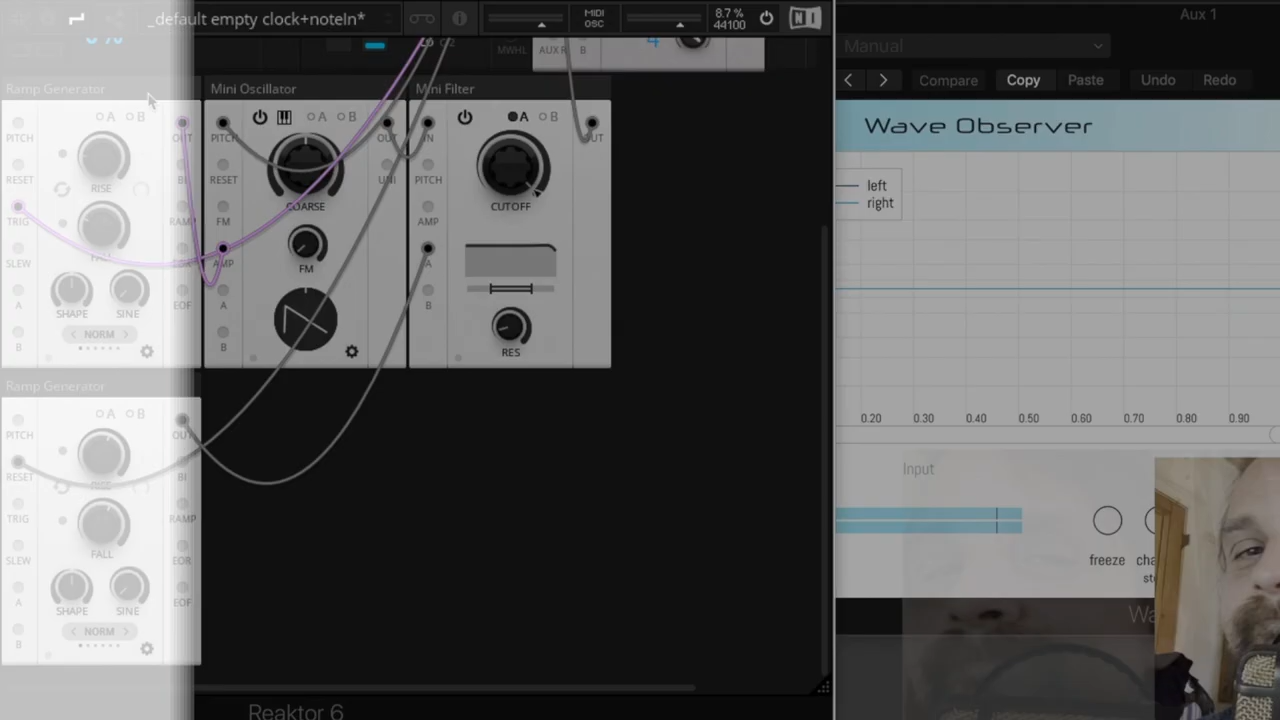 _default empty clock+noteIn*
MIDI
OSC
8.7 %
44100
Aux 1
Manual
MWHL
AUX R
B
4
Compare
Copy
Paste
Undo
Redo
Ramp Generator
Mini Oscillator
Mini Filter
Wave Observer
A
B
PITCH
RESET
TRIG
SLEW
A
B
RISE
SHAPE
SINE
NORM
OUT
BI
RAMP
EOF
PITCH
RESET
FM
AMP
A
B
A
B
COARSE
FM
OUT
UNI
IN
PITCH
AMP
A
B
A
B
CUTOFF
RES
OUT
left
right
0.20
0.30
0.40
0.50
0.60
0.70
0.80
0.90
Ramp Generator
A
B
PITCH
RESET
TRIG
SLEW
A
B
RISE
FALL
SHAPE
SINE
NORM
OUT
BI
RAMP
EOR
EOF
Input
freeze
Reaktor 6